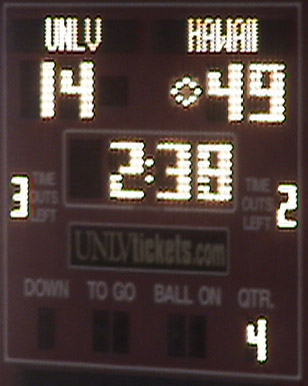 UNLV HAWAII
14 49
2:38
3 TIME OUTS LEFT TIME OUTS LEFT 2
UNLVtickets.com
DOWN TO GO BALL ON QTR.
4